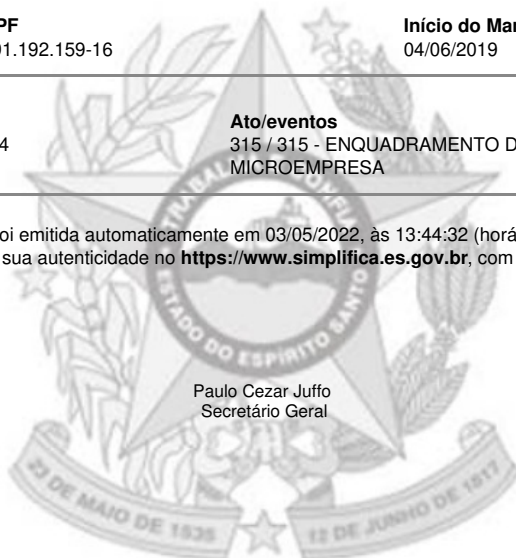 PF
01.192.159-16
Início do Man
04/06/2019
4
Ato/eventos
315 / 315 - ENQUADRAMENTO D
MICROEMPRESA
oi emitida automaticamente em 03/05/2022, às 13:44:32 (horá
sua autenticidade no https://www.simplifica.es.gov.br, com
TRABALHA E CONFIA
ESTADO DO ESPÍRITO SANTO
Paulo Cezar Juffo
Secretário Geral
23 DE MAIO DE 1535
12 DE JUNHO DE 1817